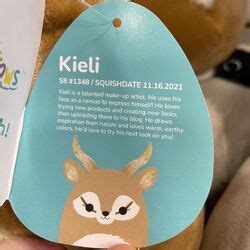 Kieli
S8 #1348 / SQUISHDATE 11.16.2021
Kieli is a talented make-up artist. He uses his
face as a canvas to express himself! He loves
trying new products and creating new looks,
then uploading them to his blog. He draws
inspiration from nature and loves warm, earthy
colors. He'd love to try his next look on you!